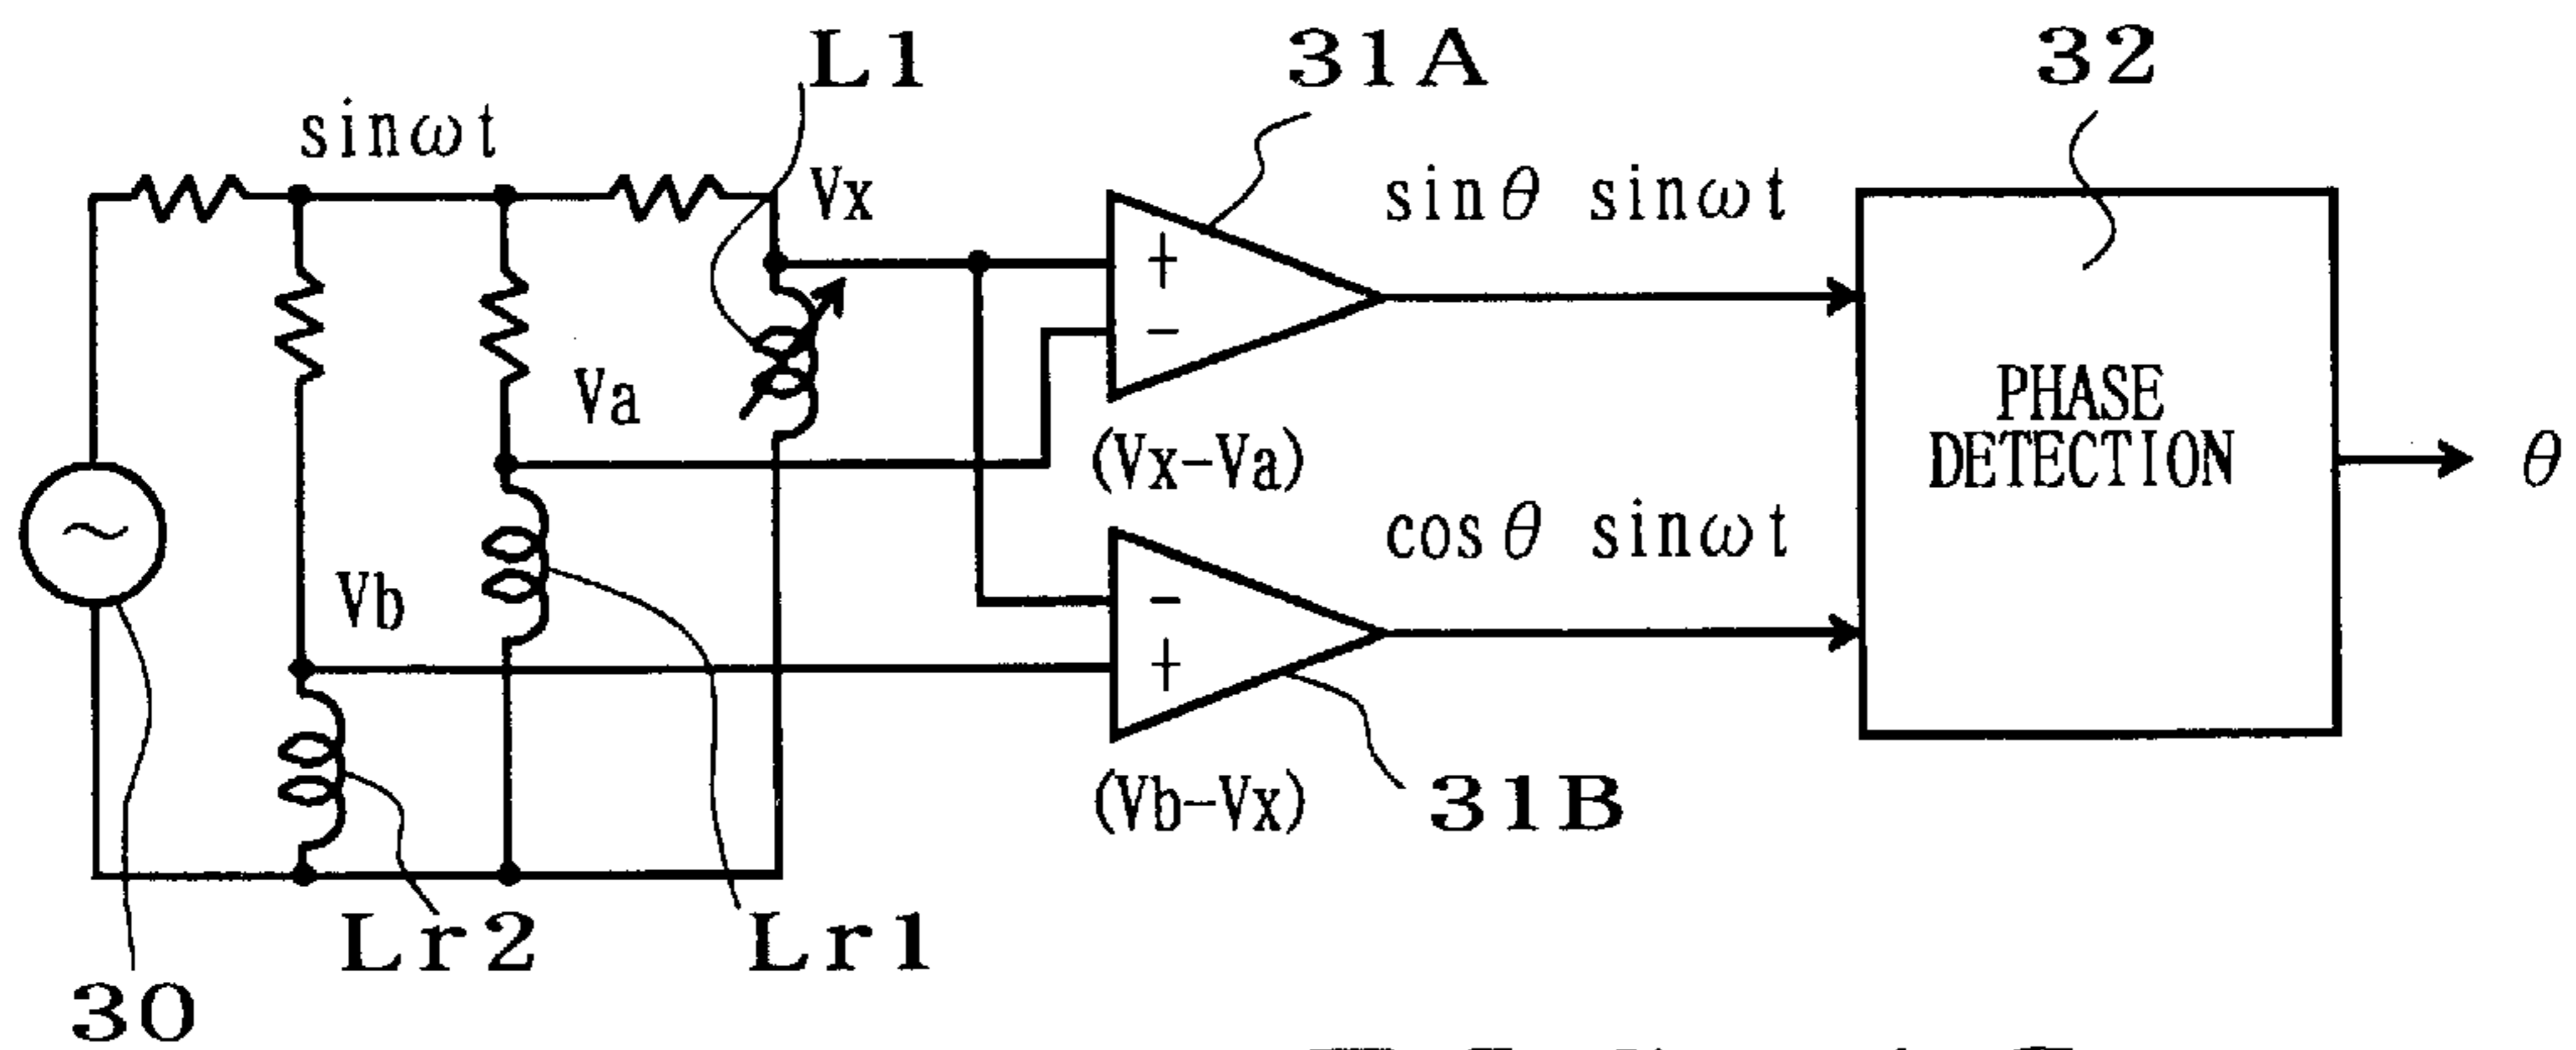 L1
31A
32
sinωt
Vx
sinθ sinωt
+
−
Va
PHASE
DETECTION
(Vx−Va)
θ
cosθ sinωt
~
Vb
−
+
(Vb−Vx)
31B
Lr2
Lr1
30